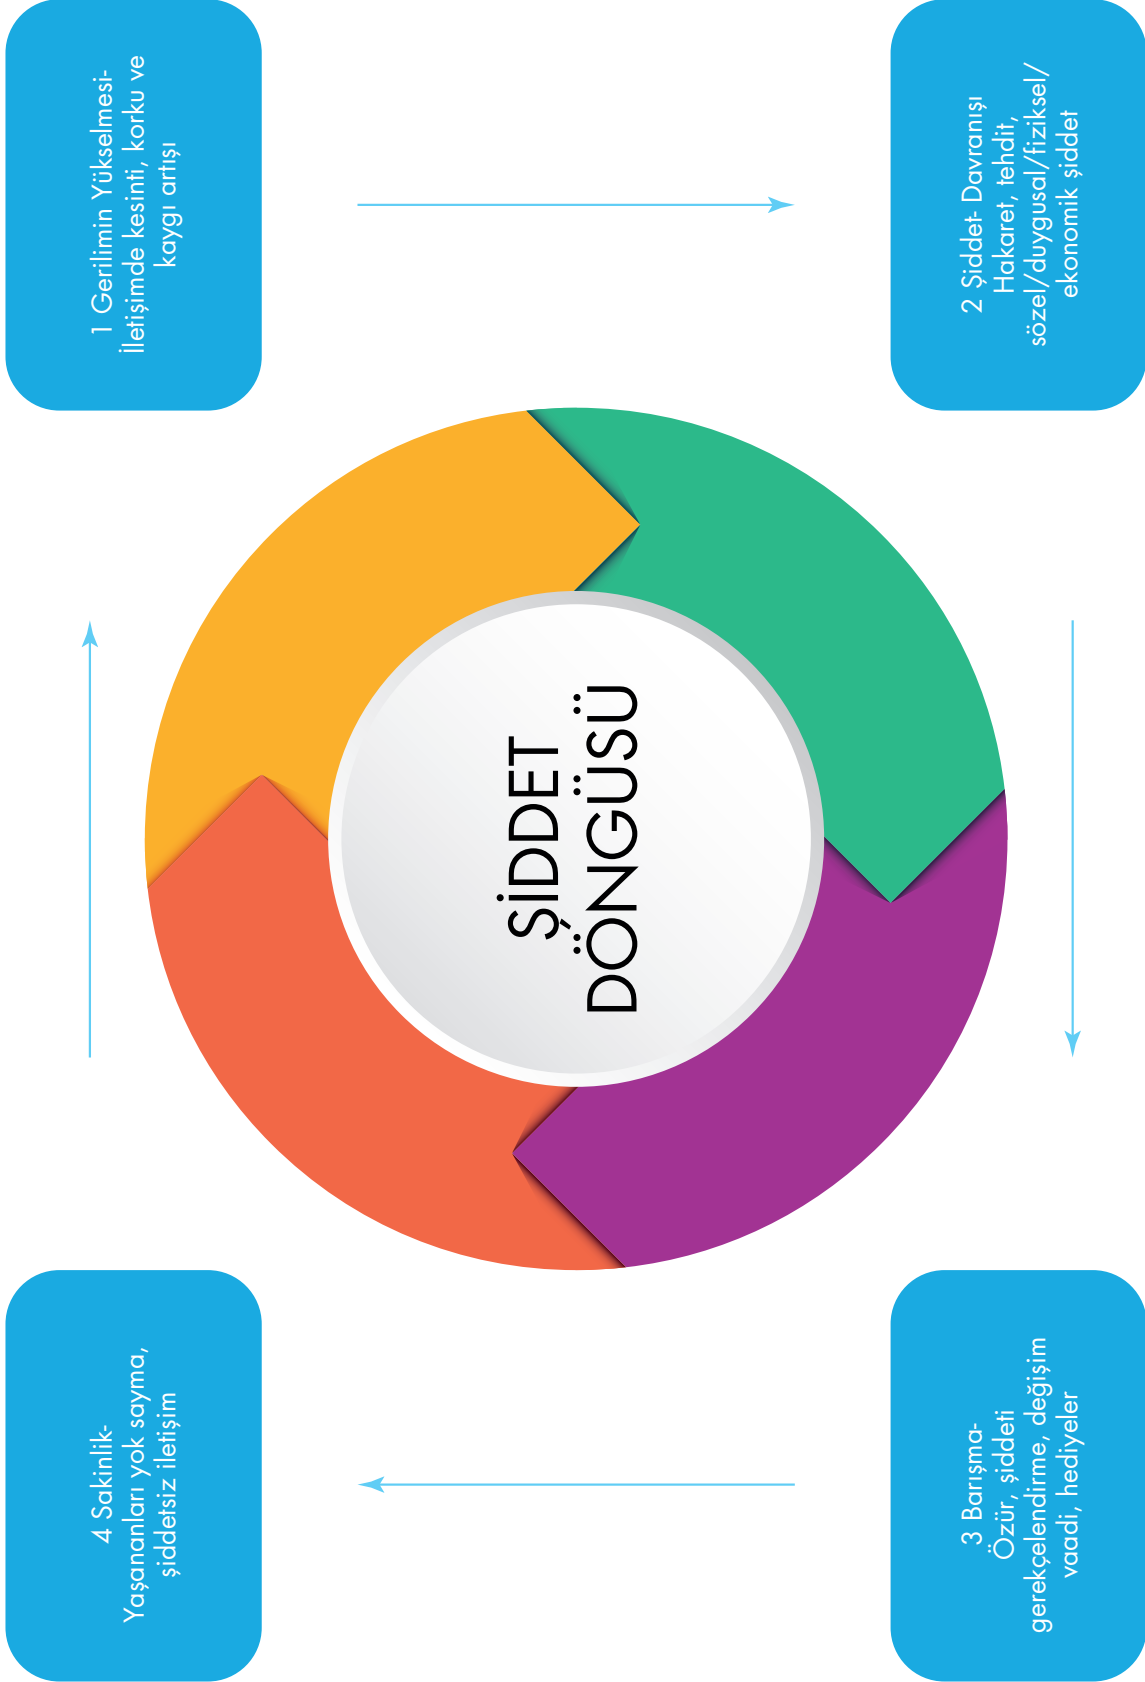 1 Gerilimin Yükselmesi-
İletişimde kesinti, korku ve
kaygı artışı
2 Şiddet- Davranışı
Hakaret, tehdit,
sözel/duygusal/fiziksel/
ekonomik şiddet
ŞİDDET
DÖNGÜSÜ
3 Barışma-
Özür, şiddeti
gerekçelendirme, değişim
vaadi, hediyeler
4 Sakinlik-
Yaşananları yok sayma,
şiddetsiz iletişim